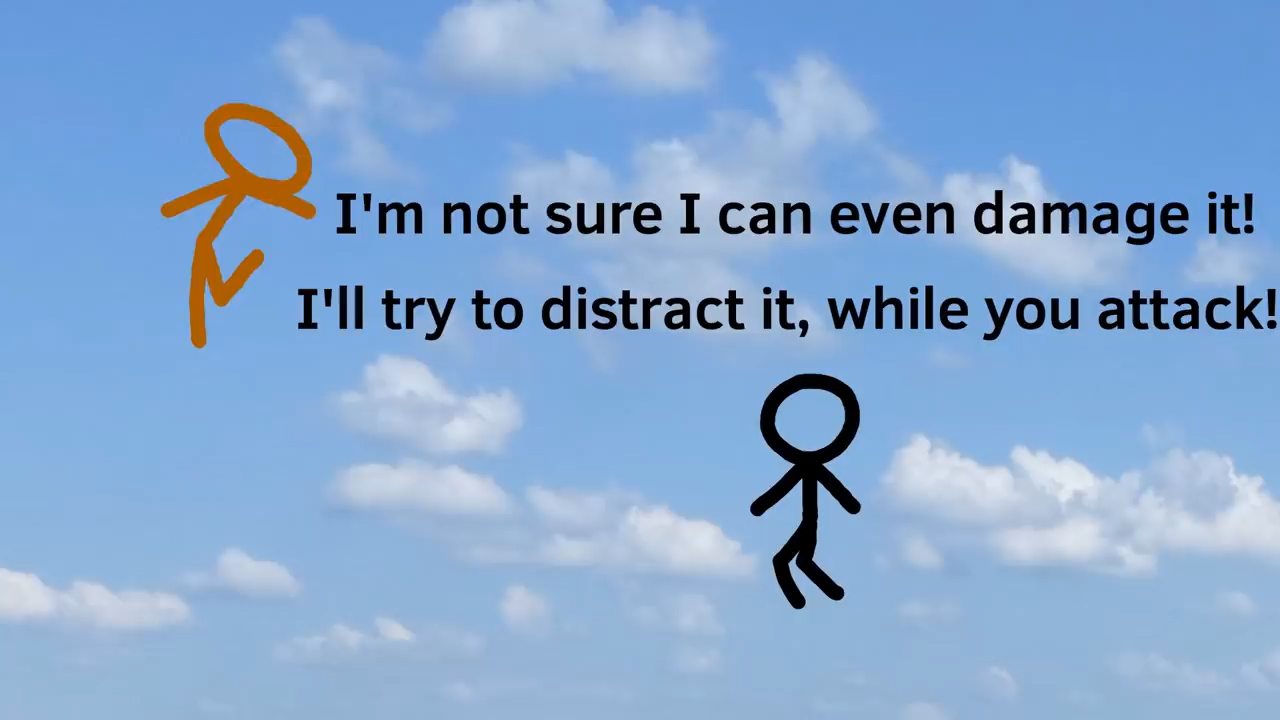 I'm not sure I can even damage it!
I'll try to distract it, while you attack!